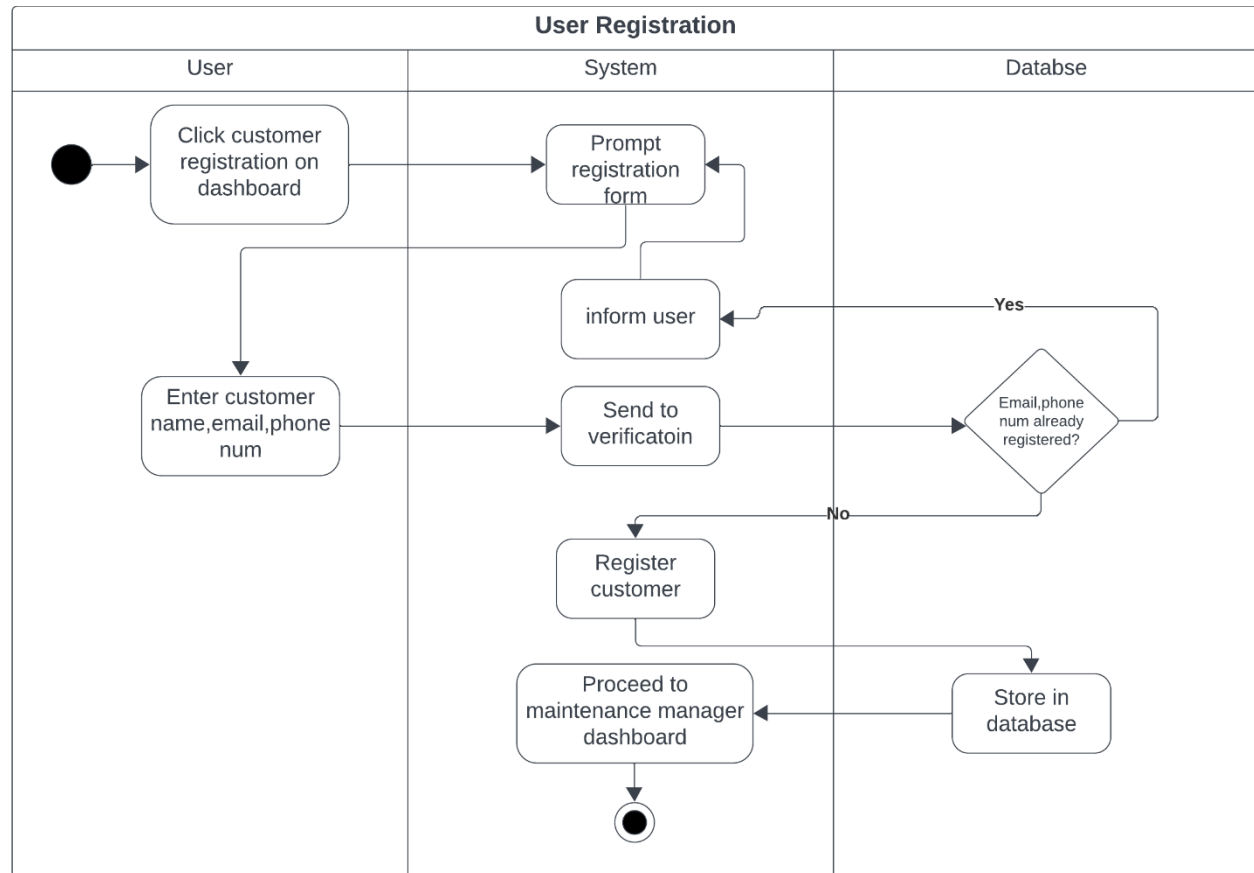 User Registration
User
System
Databse
Click customer
registration on
dashboard
Prompt
registration
form
inform user
Yes
Enter customer
name,email,phone
num
Send to
verificatoin
Email,phone
num already
registered?
No
Register
customer
Proceed to
maintenance manager
dashboard
Store in
database